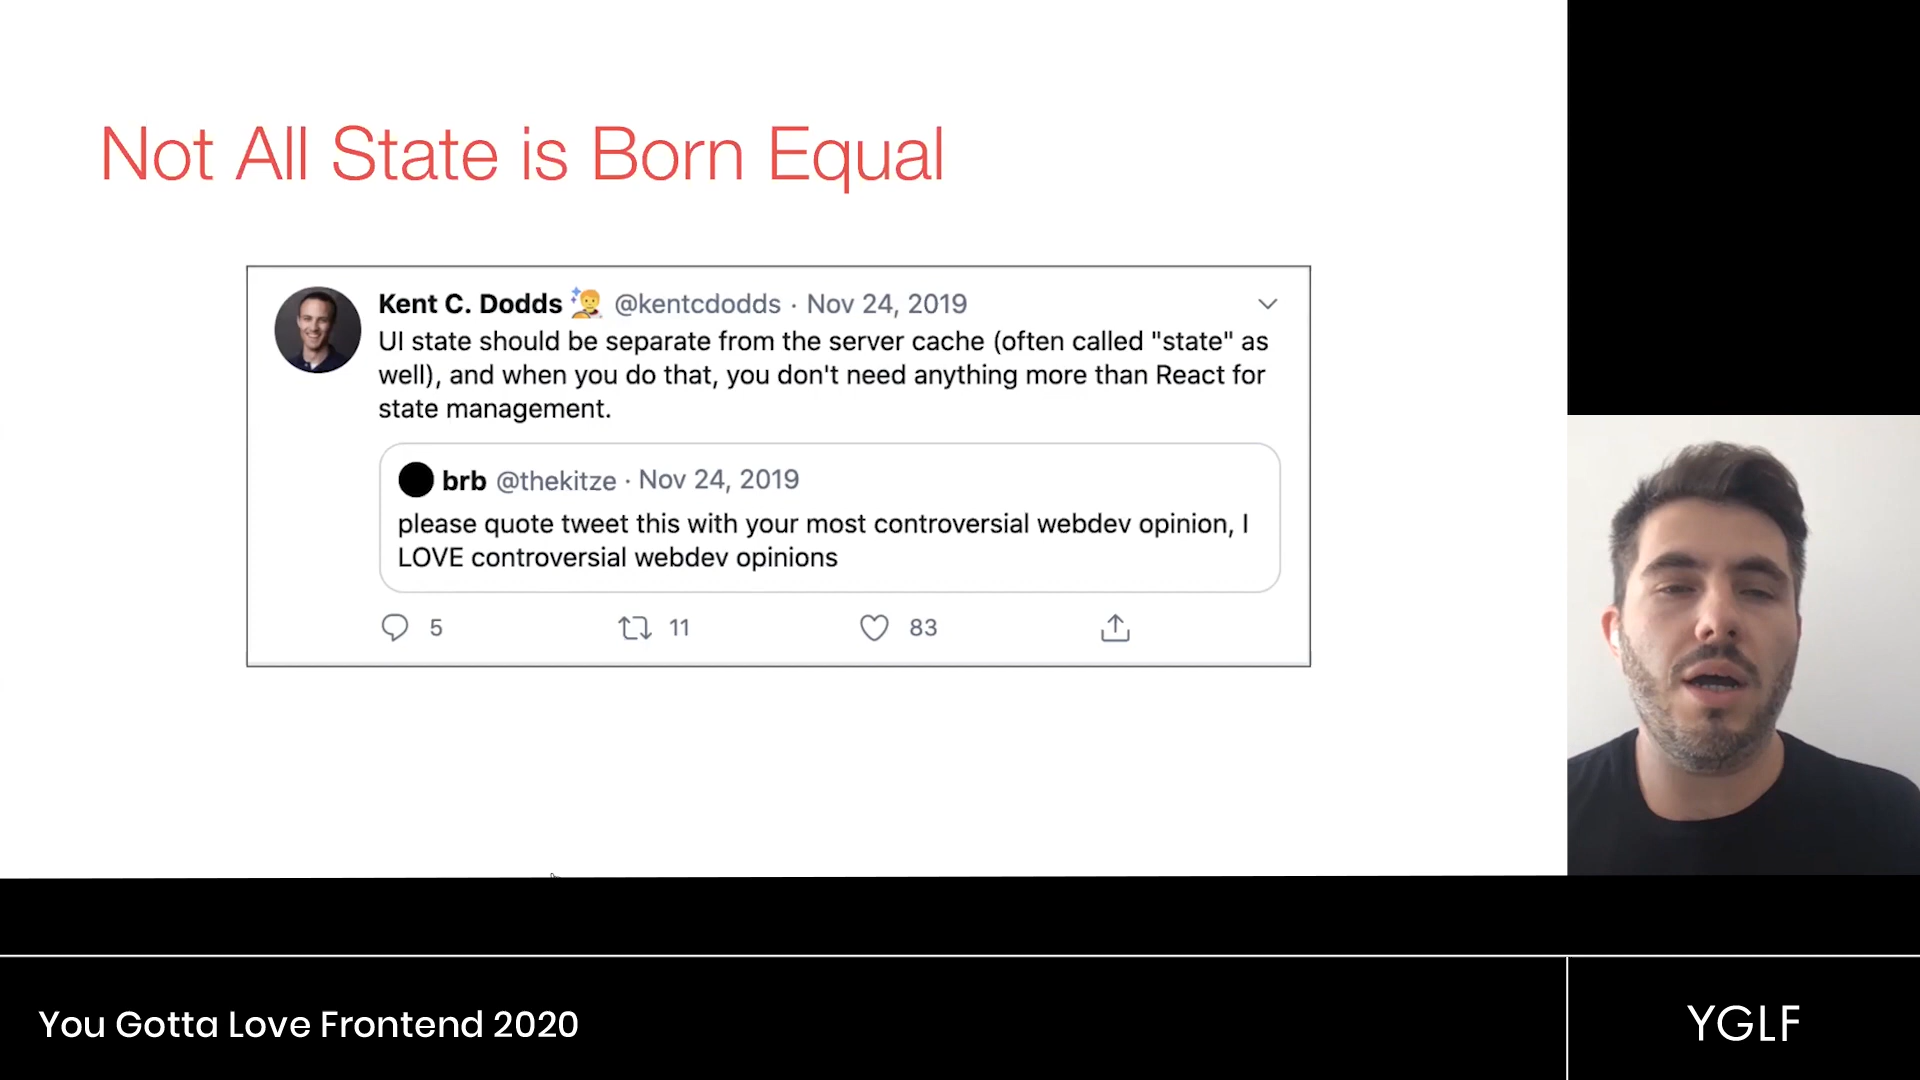 Not All State is Born Equal
Kent C. Dodds @kentcdodds · Nov 24, 2019
UI state should be separate from the server cache (often called "state" as
well), and when you do that, you don't need anything more than React for
state management.
brb @thekitze · Nov 24, 2019
please quote tweet this with your most controversial webdev opinion, I
LOVE controversial webdev opinions
5 11 83
You Gotta Love Frontend 2020
YGLF